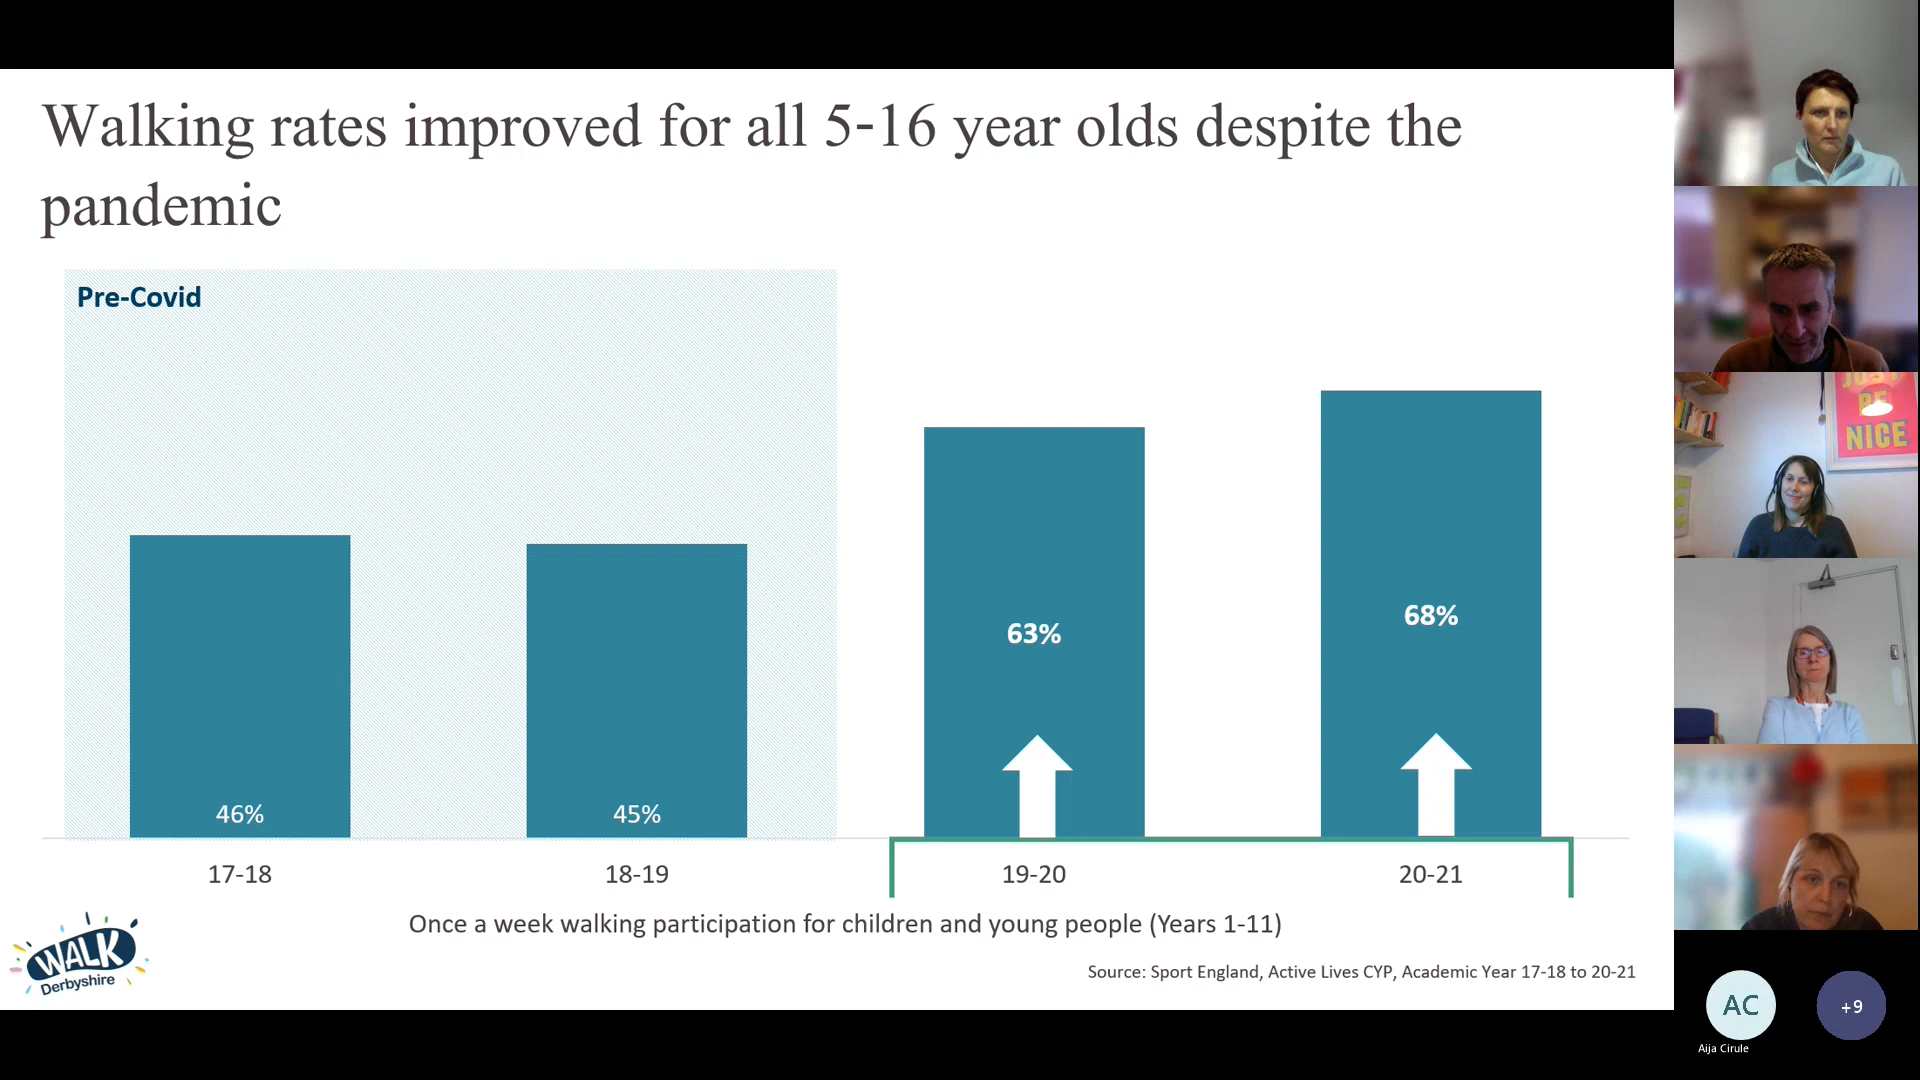 Walking rates improved for all 5-16 year olds despite the
pandemic
Pre-Covid
63%
68%
46%
45%
17-18
18-19
19-20
20-21
Once a week walking participation for children and young people (Years 1-11)
WALK
Derbyshire
Source: Sport England, Active Lives CYP, Academic Year 17-18 to 20-21
JUST
BE
NICE
AC
+9
Aija Cirule